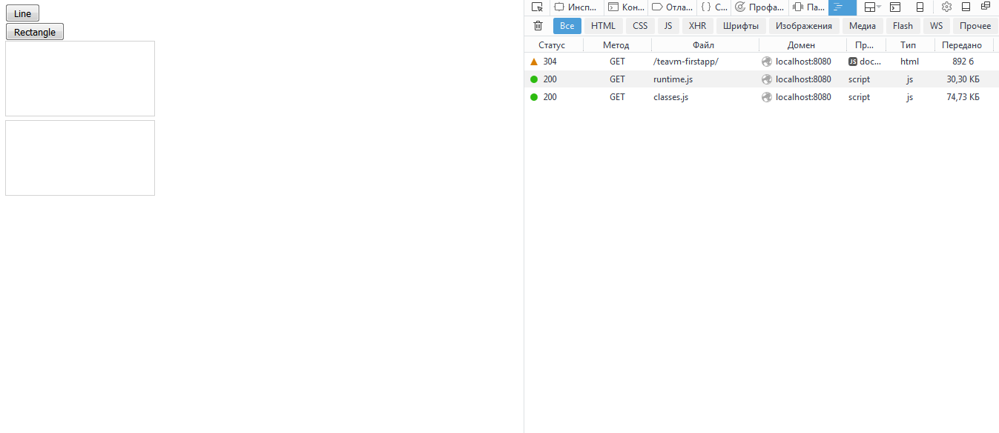 Line
Rectangle
Инсп... Кон... Отла... { } С... Профа... Па...
Все HTML CSS JS XHR Шрифты Изображения Медиа Flash WS Прочее
Статус Метод Файл Домен Пр... Тип Передано
304 GET /teavm-firstapp/ localhost:8080 JS doc... html 892 б
200 GET runtime.js localhost:8080 script js 30,30 КБ
200 GET classes.js localhost:8080 script js 74,73 КБ